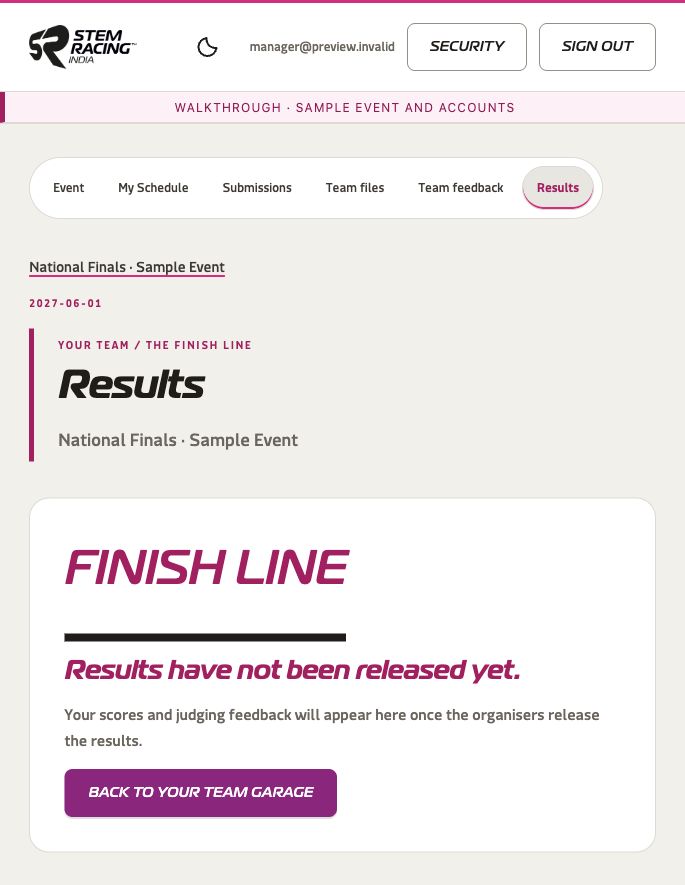 STEM
RACING™
INDIA
manager@preview.invalid
SECURITY
SIGN OUT
WALKTHROUGH · SAMPLE EVENT AND ACCOUNTS
Event
My Schedule
Submissions
Team files
Team feedback
Results
National Finals · Sample Event
2027-06-01
YOUR TEAM / THE FINISH LINE
Results
National Finals · Sample Event
FINISH LINE
Results have not been released yet.
Your scores and judging feedback will appear here once the organisers release
the results.
BACK TO YOUR TEAM GARAGE